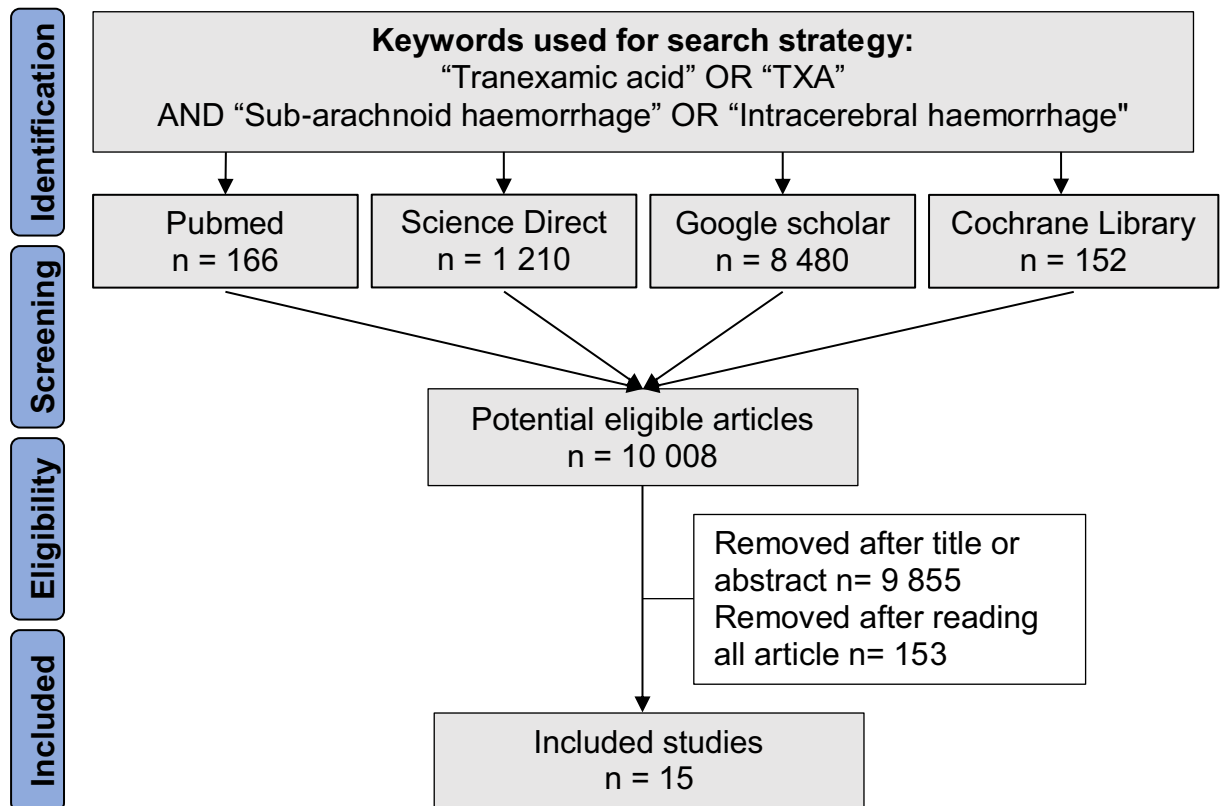 Identification
Keywords used for search strategy:
“Tranexamic acid” OR “TXA”
AND “Sub-arachnoid haemorrhage” OR “Intracerebral haemorrhage"
Pubmed
n = 166
Science Direct
n = 1 210
Google scholar
n = 8 480
Cochrane Library
n = 152
Screening
Potential eligible articles
n = 10 008
Eligibility
Removed after title or
abstract n= 9 855
Removed after reading
all article n= 153
Included
Included studies
n = 15